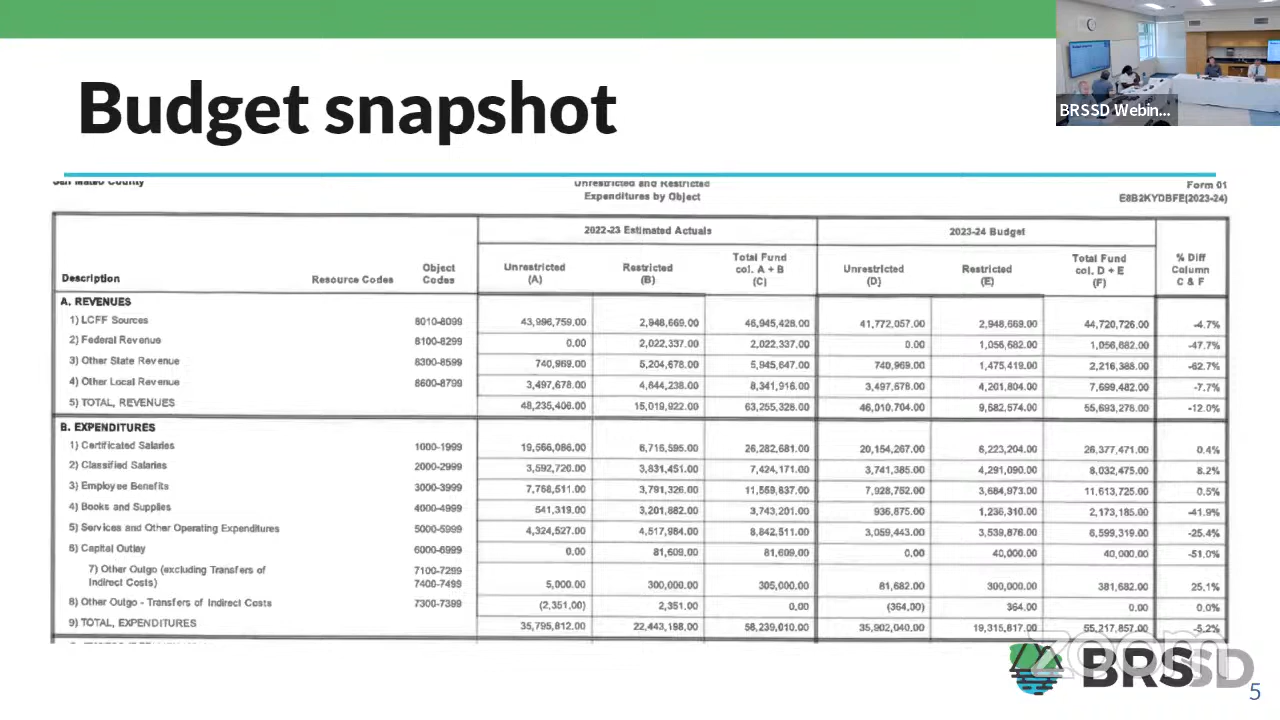 Budget snapshot
BRSSD Webin...
San Mateo County
Unrestricted and Restricted
Expenditures by Object
Form 01
E8B2KYDBFE(2023-24)
2022-23 Estimated Actuals 2023-24 Budget
Description Resource Codes Object Codes Unrestricted (A) Restricted (B) Total Fund col. A + B (C) Unrestricted (D) Restricted (E) Total Fund col. D + E (F) % Diff Column C & F
A. REVENUES
1) LCFF Sources 8010-8099 43,996,759.00 2,948,669.00 46,945,428.00 41,772,057.00 2,948,669.00 44,720,726.00 -4.7%
2) Federal Revenue 8100-8299 0.00 2,022,337.00 2,022,337.00 0.00 1,056,682.00 1,056,682.00 -47.7%
3) Other State Revenue 8300-8599 740,969.00 5,204,678.00 5,945,647.00 740,969.00 1,475,419.00 2,216,388.00 -62.7%
4) Other Local Revenue 8600-8799 3,497,678.00 4,844,238.00 8,341,916.00 3,497,678.00 4,201,804.00 7,699,482.00 -7.7%
5) TOTAL, REVENUES 48,235,406.00 15,019,922.00 63,255,328.00 46,010,704.00 9,682,574.00 55,693,278.00 -12.0%
B. EXPENDITURES
1) Certificated Salaries 1000-1999 19,566,086.00 6,716,595.00 26,282,681.00 20,154,267.00 6,223,204.00 26,377,471.00 0.4%
2) Classified Salaries 2000-2999 3,592,720.00 3,831,451.00 7,424,171.00 3,741,385.00 4,291,090.00 8,032,475.00 8.2%
3) Employee Benefits 3000-3999 7,768,511.00 3,791,326.00 11,559,837.00 7,928,752.00 3,684,973.00 11,613,725.00 0.5%
4) Books and Supplies 4000-4999 541,319.00 3,201,882.00 3,743,201.00 936,875.00 1,236,310.00 2,173,185.00 -41.9%
5) Services and Other Operating Expenditures 5000-5999 4,324,527.00 4,517,984.00 8,842,511.00 3,059,443.00 3,539,876.00 6,599,319.00 -25.4%
6) Capital Outlay 6000-6999 0.00 81,609.00 81,609.00 0.00 40,000.00 40,000.00 -51.0%
7) Other Outgo (excluding Transfers of 7100-7299
Indirect Costs) 7400-7499 5,000.00 300,000.00 305,000.00 81,682.00 300,000.00 381,682.00 25.1%
8) Other Outgo - Transfers of Indirect Costs 7300-7399 (2,351.00) 2,351.00 0.00 (364.00) 364.00 0.00 0.0%
9) TOTAL, EXPENDITURES 35,795,812.00 22,443,198.00 58,239,010.00 35,902,040.00 19,315,817.00 55,217,857.00 -5.2%
zoom
BRSSD
5